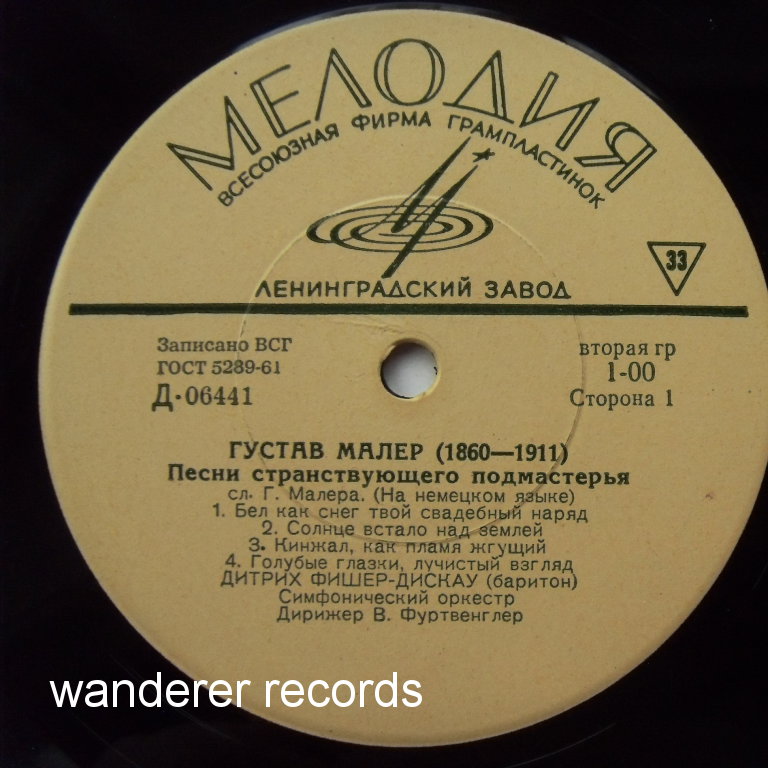 МЕЛОДИЯ
ВСЕСОЮЗНАЯ ФИРМА ГРАМПЛАСТИНОК
33
ЛЕНИНГРАДСКИЙ ЗАВОД
Записано ВСГ
ГОСТ 5289-61
Д-06441
вторая гр
1-00
Сторона 1
ГУСТАВ МАЛЕР (1860—1911)
Песни странствующего подмастерья
сл. Г. Малера. (На немецком языке)
1. Бел как снег твой свадебный наряд
2. Солнце встало над землей
3. Кинжал, как пламя жгущий
4. Голубые глазки, лучистый взгляд
ДИТРИХ ФИШЕР-ДИСКАУ (баритон)
Симфонический оркестр
Дирижер В. Фуртвенглер
wanderer records